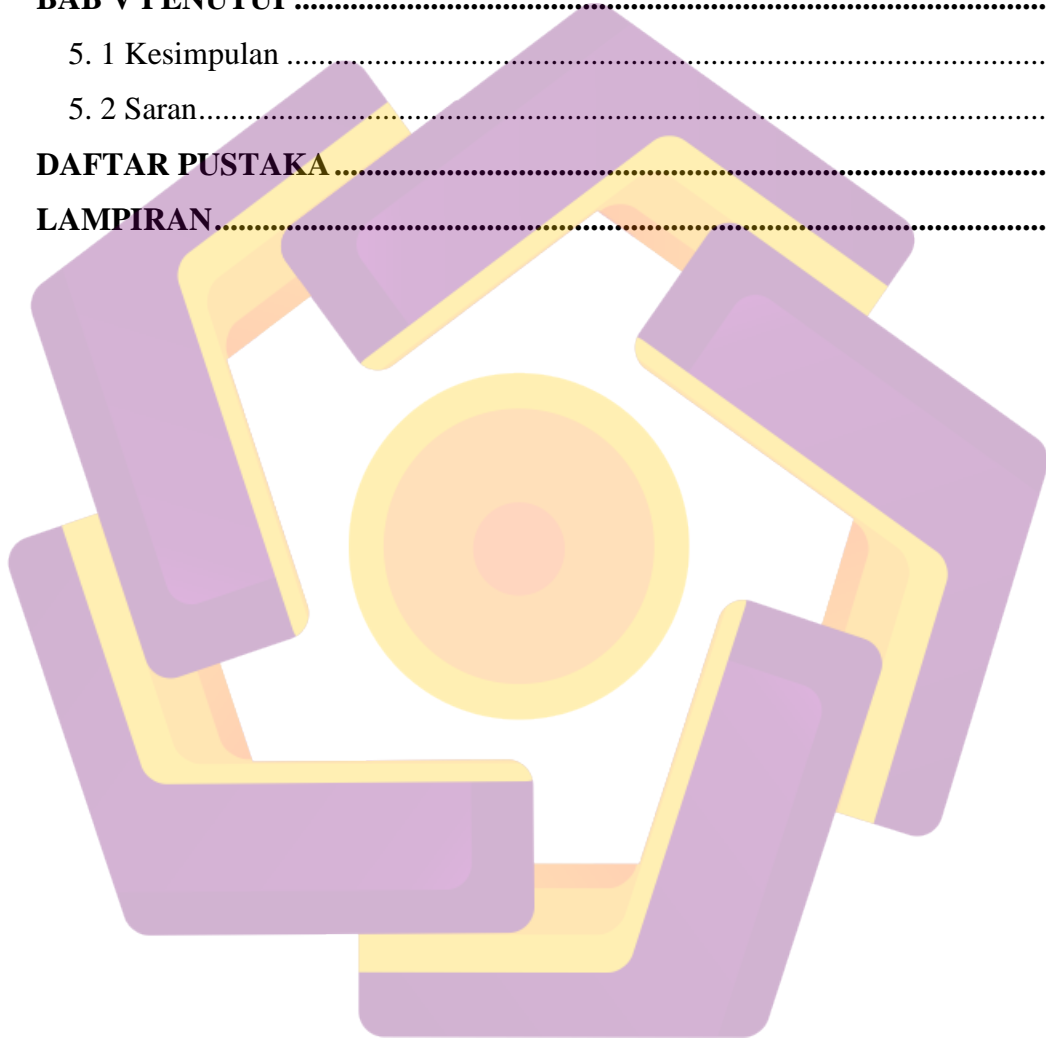 BAB V PENUTUP ..........................................................................................
5. 1 Kesimpulan ..........................................................................................
5. 2 Saran..........................................................................................
DAFTAR PUSTAKA ..........................................................................................
LAMPIRAN..........................................................................................